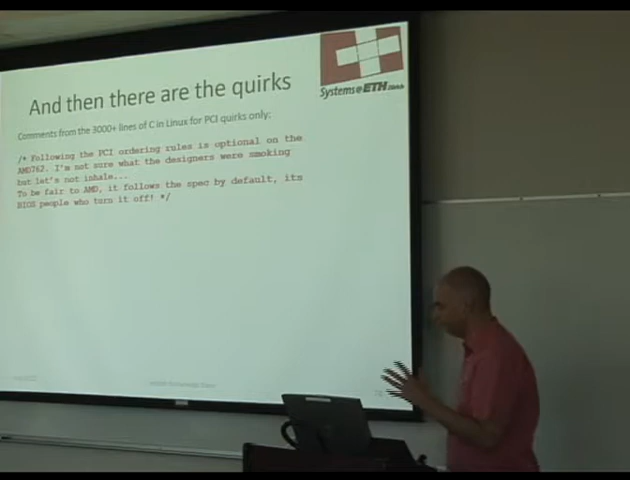 And then there are the quirks
Systems@ETH Zürich
Comments from the 3000+ lines of C in Linux for PCI quirks only:
/* Following the PCI ordering rules is optional on the
AMD762. I'm not sure what the designers were smoking
but let's not inhale...
To be fair to AMD, it follows the spec by default, its
BIOS people who turn it off! */